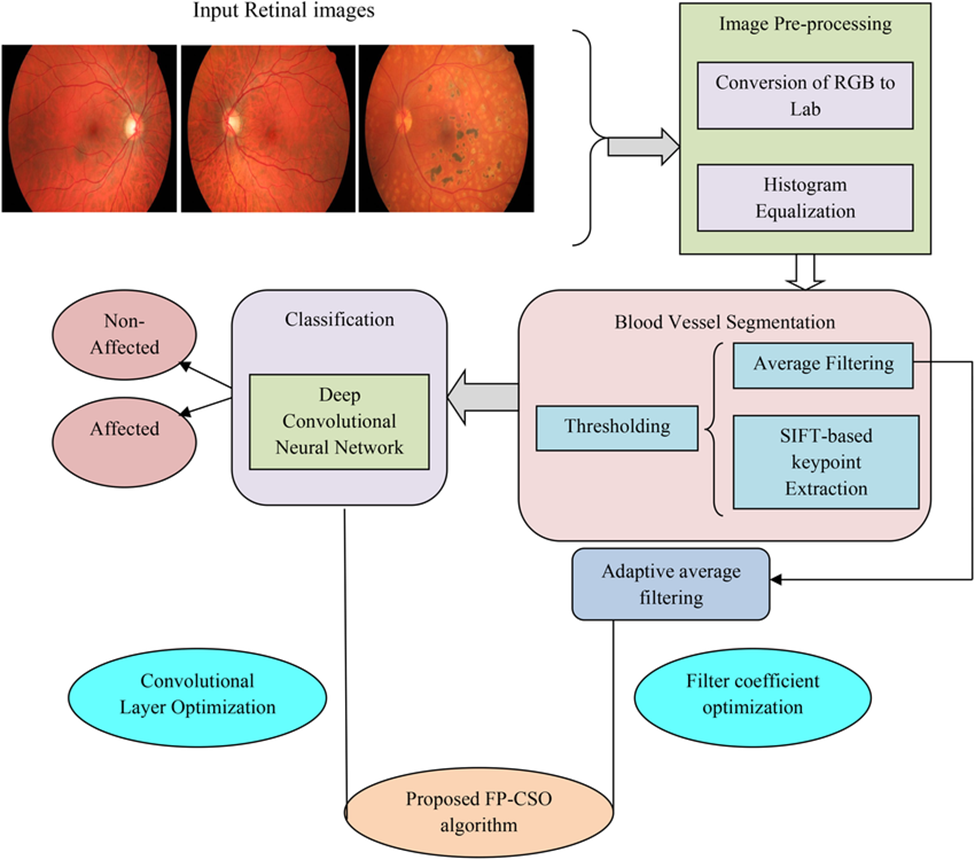 Input Retinal images
Image Pre-processing
Conversion of RGB to
Lab
Histogram
Equalization
Blood Vessel Segmentation
Average Filtering
Thresholding
SIFT-based
keypoint
Extraction
Classification
Deep
Convolutional
Neural Network
Non-
Affected
Affected
Adaptive average
filtering
Convolutional
Layer Optimization
Filter coefficient
optimization
Proposed FP-CSO
algorithm